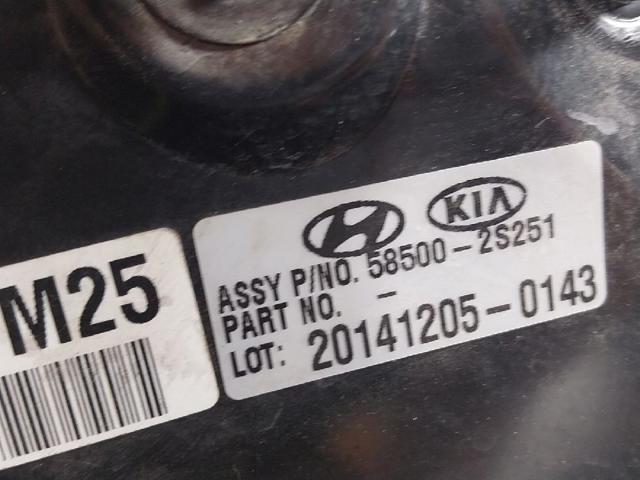 M25
KIA
ASSY P/NO. 58500-2S251
PART NO. -
LOT: 20141205-0143